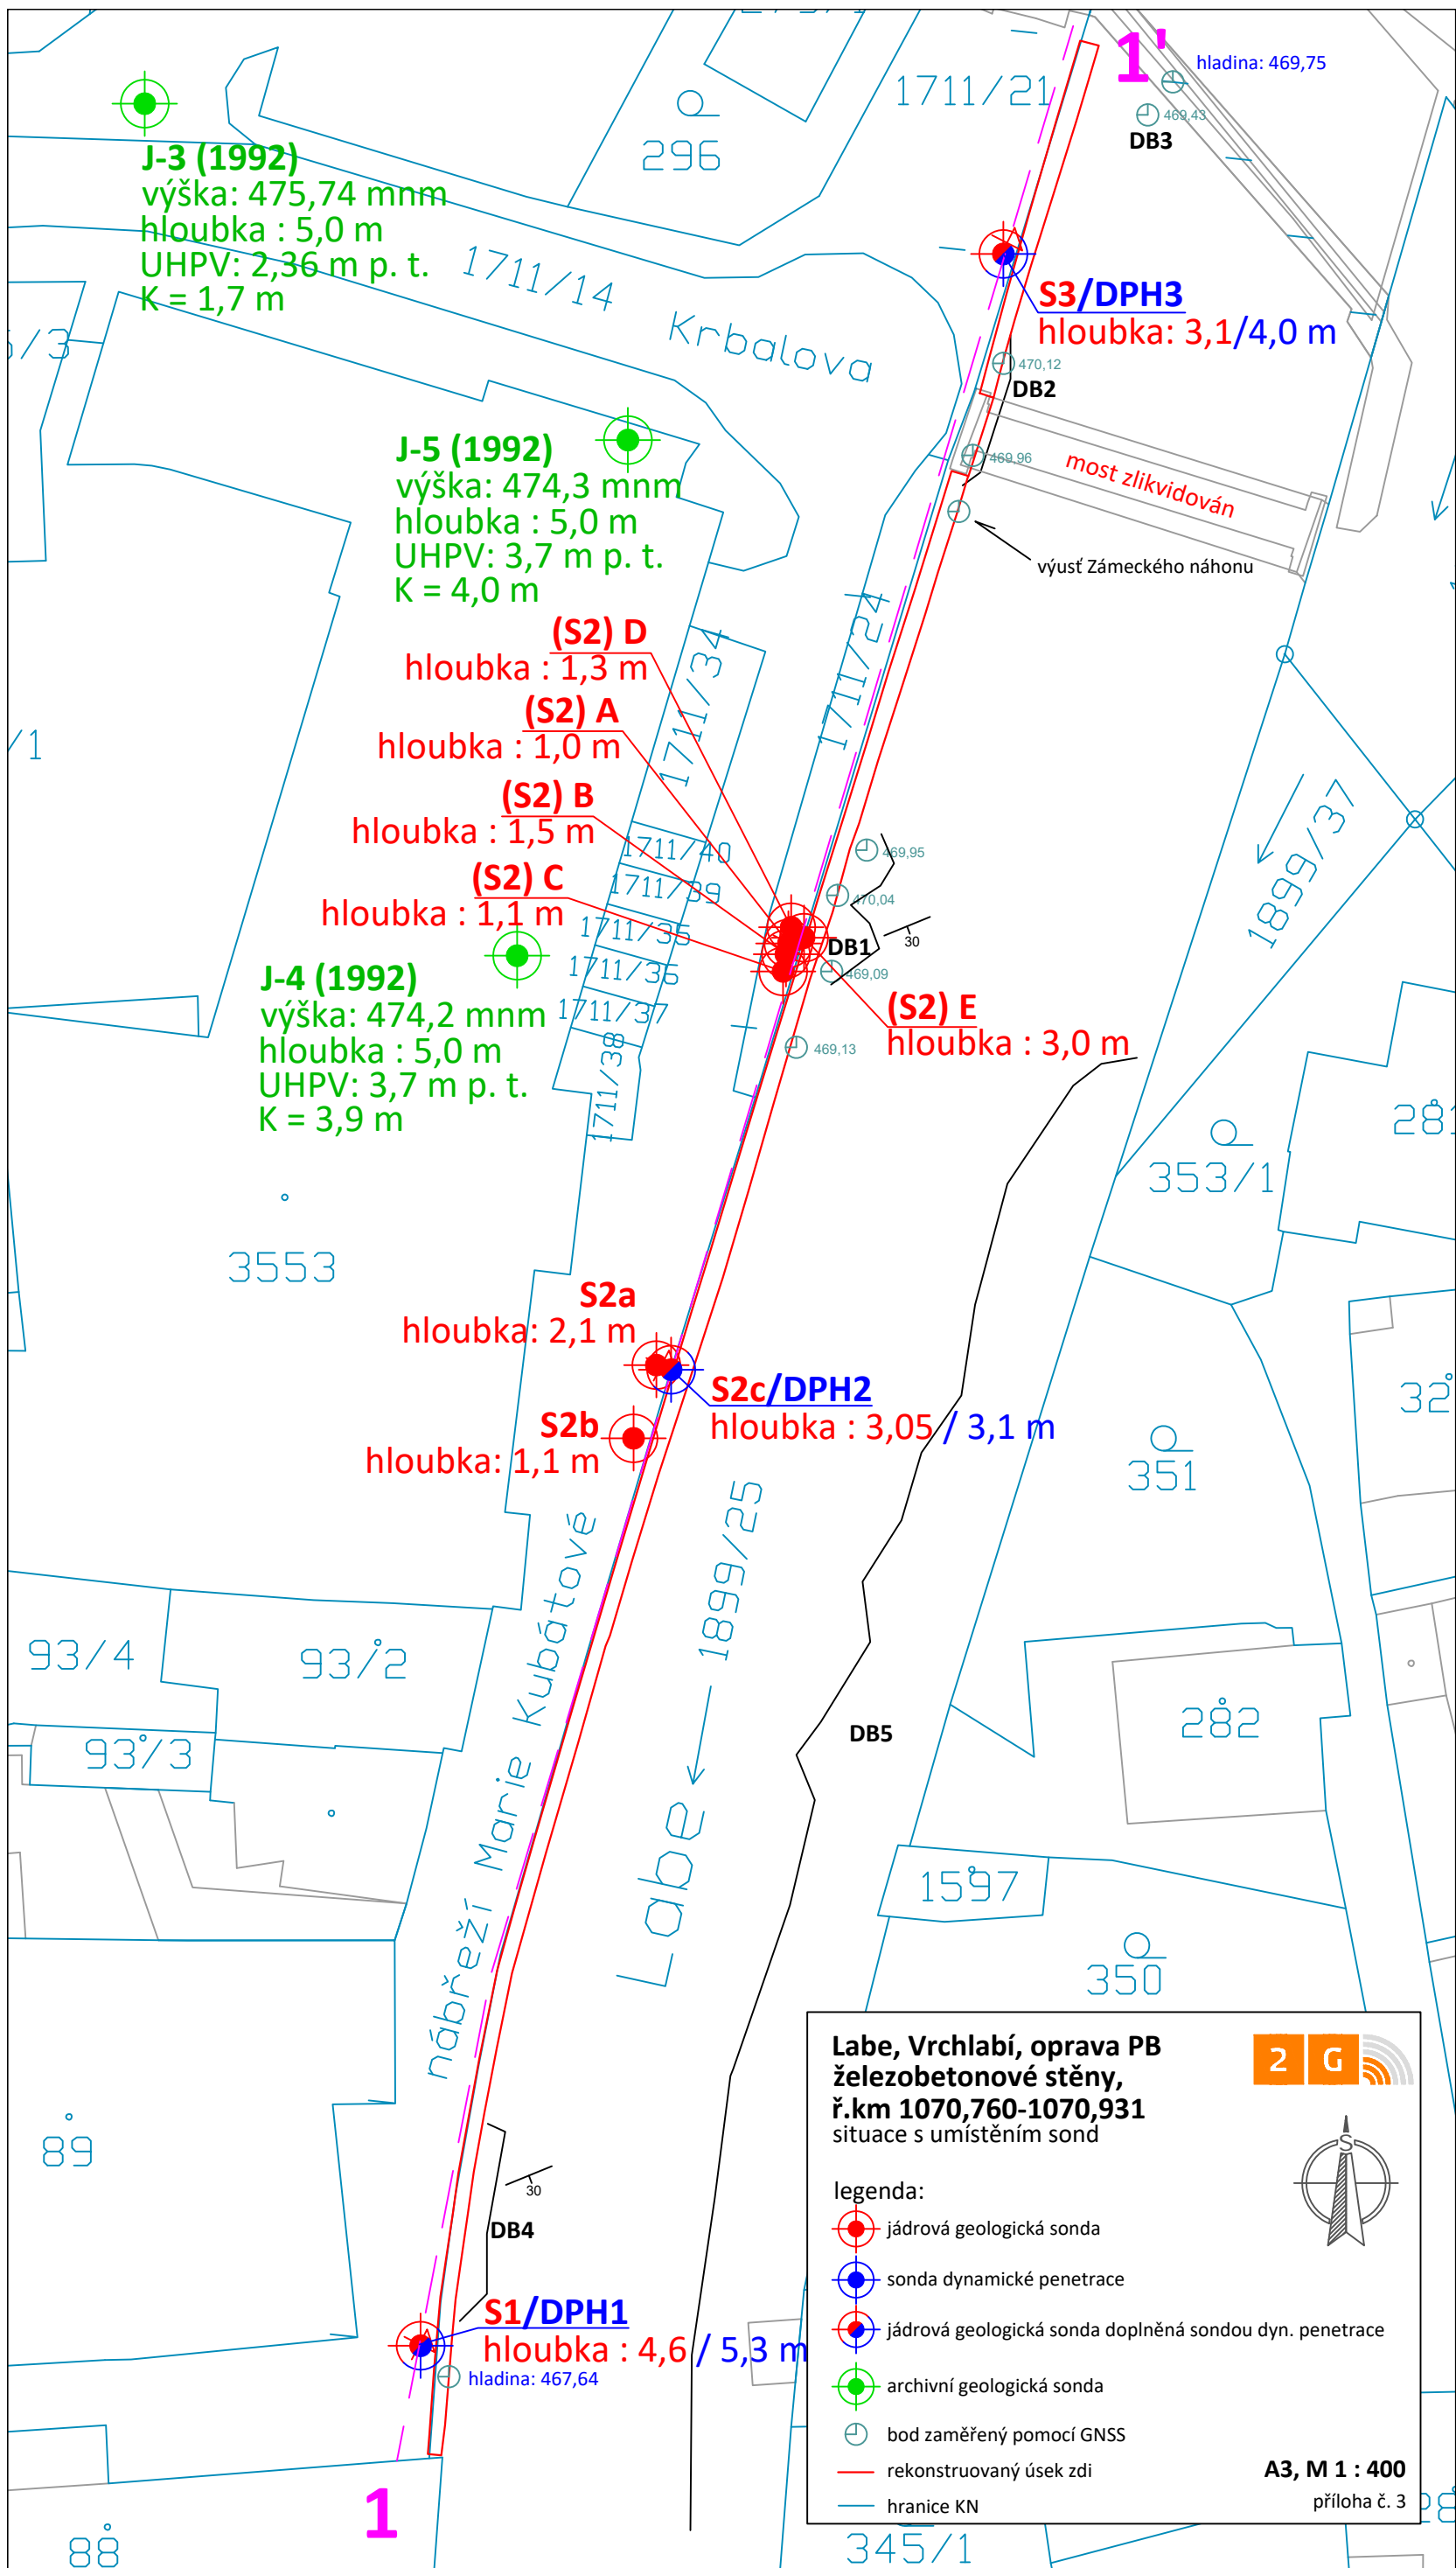 1'
hladina: 469,75
1711/21
469,43
DB3
296
J-3 (1992)
výška: 475,74 mnm
hloubka : 5,0 m
UHPV: 2,36 m p. t.
K = 1,7 m
1711/14
Krbalova
S3/DPH3
hloubka: 3,1/4,0 m
/3
470,12
DB2
469,96
most zlikvidován
výusť Zámeckého náhonu
J-5 (1992)
výška: 474,3 mnm
hloubka : 5,0 m
UHPV: 3,7 m p. t.
K = 4,0 m
(S2) D
hloubka : 1,3 m
(S2) A
hloubka : 1,0 m
(S2) B
hloubka : 1,5 m
(S2) C
hloubka : 1,1 m
1711/34
1711/24
/1
1711/40
1711/39
1711/35
1711/36
1711/37
1711/38
1899/37
469,95
470,04
DB1
30
469,09
(S2) E
hloubka : 3,0 m
469,13
J-4 (1992)
výška: 474,2 mnm
hloubka : 5,0 m
UHPV: 3,7 m p. t.
K = 3,9 m
353/1
281
3553
S2a
hloubka: 2,1 m
S2c/DPH2
hloubka : 3,05 / 3,1 m
S2b
hloubka: 1,1 m
32
351
1899/25
nábřeží Marie Kubátové
Labe
93/4
93/2
93/3
DB5
282
1597
350
89
30
DB4
S1/DPH1
hloubka : 4,6 / 5,3 m
hladina: 467,64
1
88
345/1
28
Labe, Vrchlabí, oprava PB
železobetonové stěny,
ř.km 1070,760-1070,931
situace s umístěním sond
2 G
S
legenda:
jádrová geologická sonda
sonda dynamické penetrace
jádrová geologická sonda doplněná sondou dyn. penetrace
archivní geologická sonda
bod zaměřený pomocí GNSS
rekonstruovaný úsek zdi
hranice KN
A3, M 1 : 400
příloha č. 3